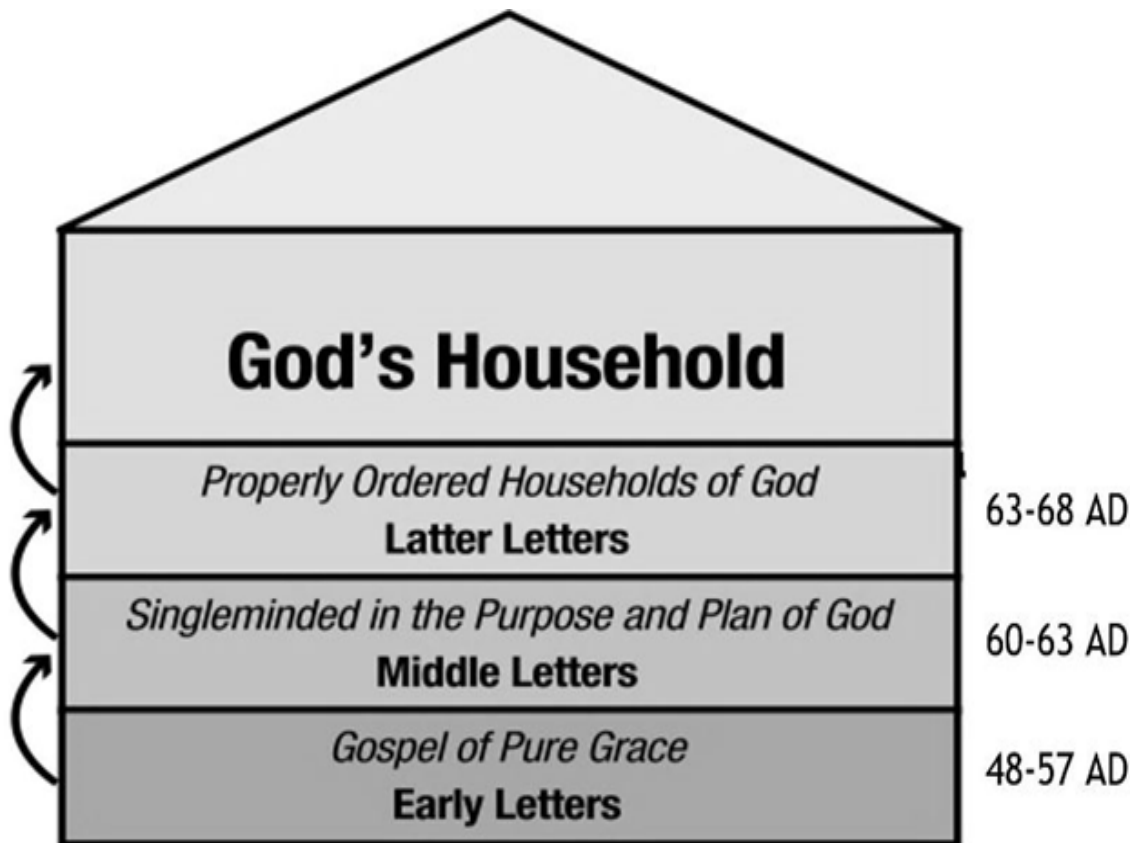 God's Household
Properly Ordered Households of God
Latter Letters
63-68 AD
Singleminded in the Purpose and Plan of God
Middle Letters
60-63 AD
Gospel of Pure Grace
Early Letters
48-57 AD